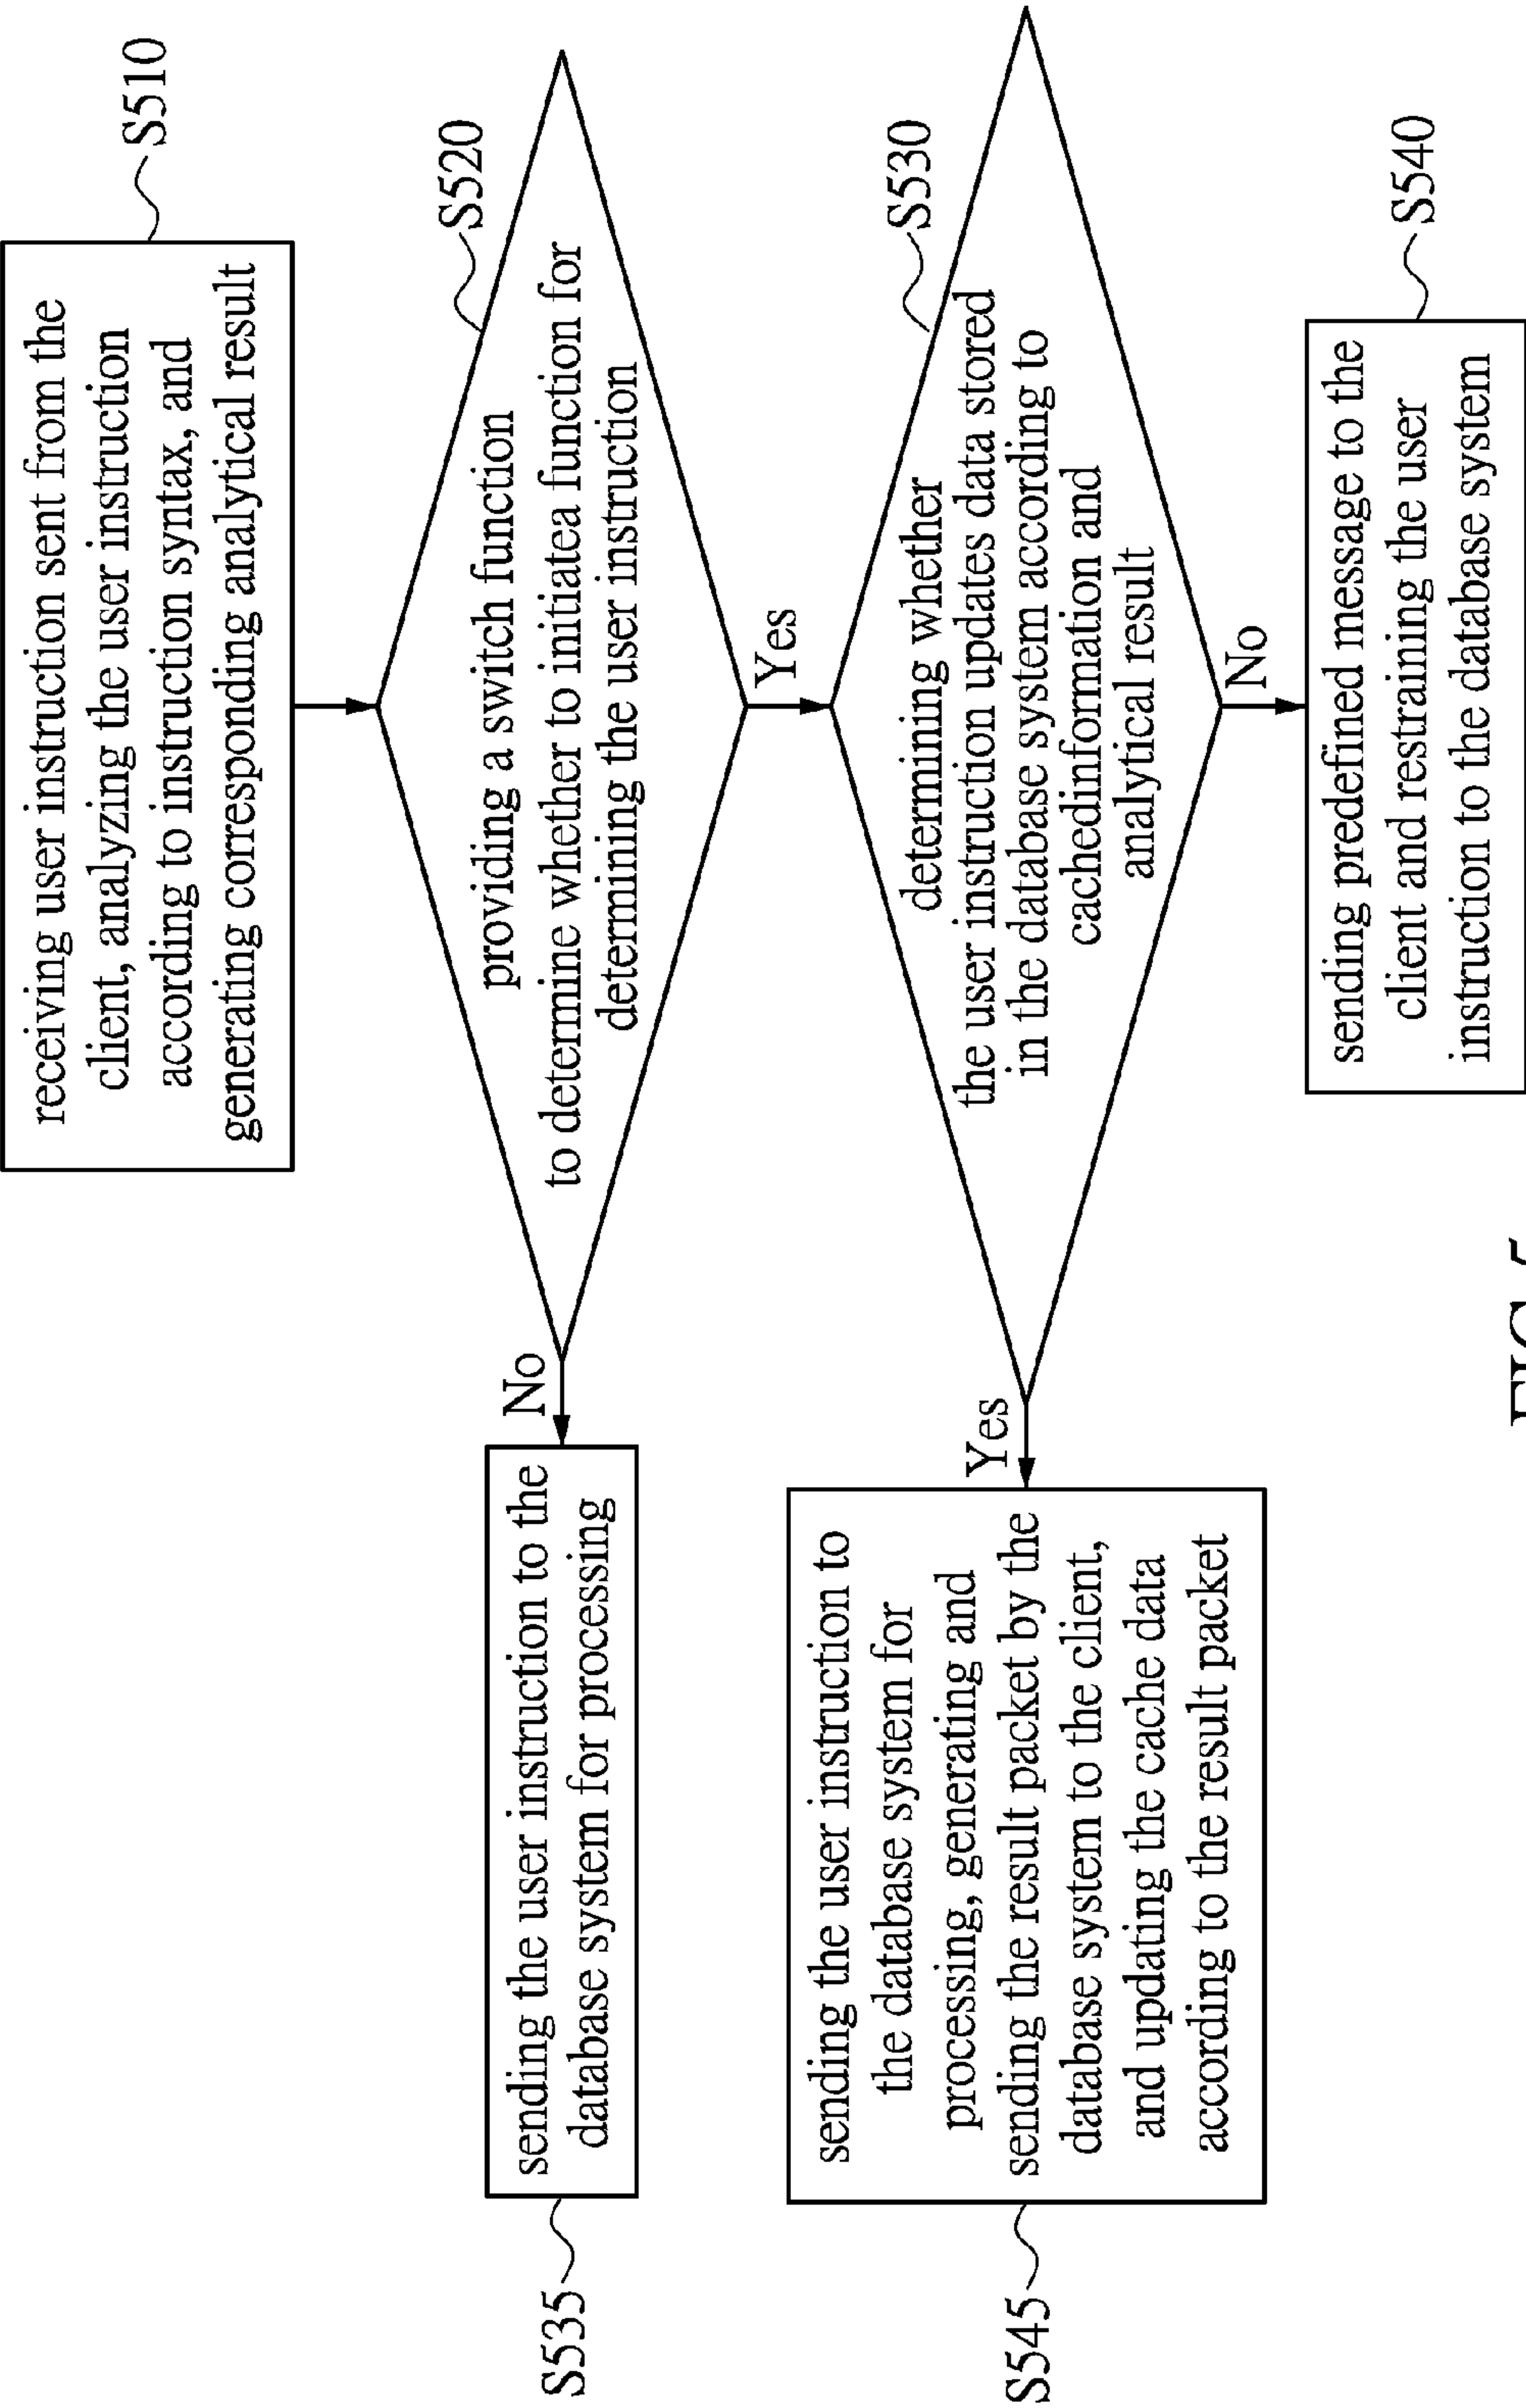 receiving user instruction sent from the
client, analyzing the user instruction
according to instruction syntax, and
generating corresponding analytical result
S510
providing a switch function
to determine whether to initiatea function for
determining the user instruction
S520
No
sending the user instruction to the
database system for processing
S535
Yes
determining whether
the user instruction updates data stored
in the database system according to
cachedinformation and
analytical result
S530
Yes
sending the user instruction to
the database system for
processing, generating and
sending the result packet by the
database system to the client,
and updating the cache data
according to the result packet
S545
No
sending predefined message to the
client and restraining the user
instruction to the database system
S540